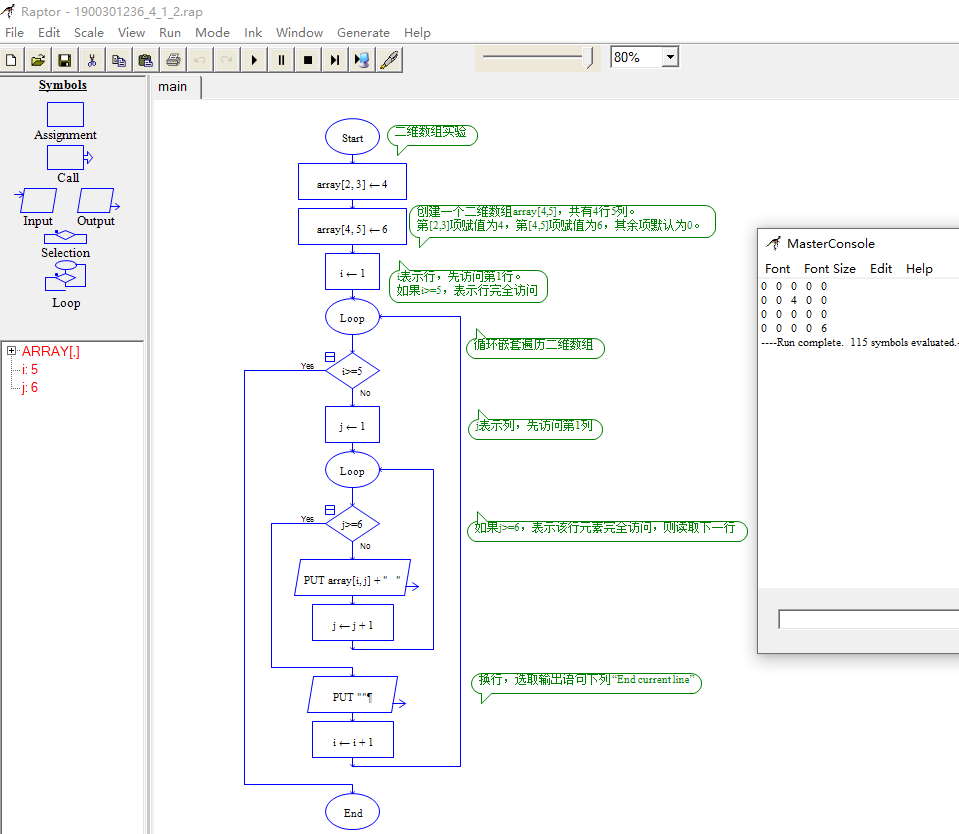 Raptor - 1900301236_4_1_2.rap
File Edit Scale View Run Mode Ink Window Generate Help
80%
Symbols
Assignment
Call
Input Output
Selection
Loop
ARRAY[,]
i: 5
j: 6
main
Start
二维数组实验
array[2, 3] ← 4
array[4, 5] ← 6
创建一个二维数组array[4,5]，共有4行5列。
第[2,3]项赋值为4，第[4,5]项赋值为6，其余项默认为0。
i ← 1
i表示行，先访问第1行。
如果i>=5，表示行完全访问
Loop
循环嵌套遍历二维数组
Yes
i>=5
No
j ← 1
j表示列，先访问第1列
Loop
Yes
j>=6
No
如果j>=6，表示该行元素完全访问，则读取下一行
PUT array[i, j] + "   "
j ← j + 1
PUT ""¶
换行，选取输出语句下列“End current line”
i ← i + 1
End
MasterConsole
Font Font Size Edit Help
0 0 0 0 0
0 0 4 0 0
0 0 0 0 0
0 0 0 0 6
----Run complete.  115 symbols evaluated.-